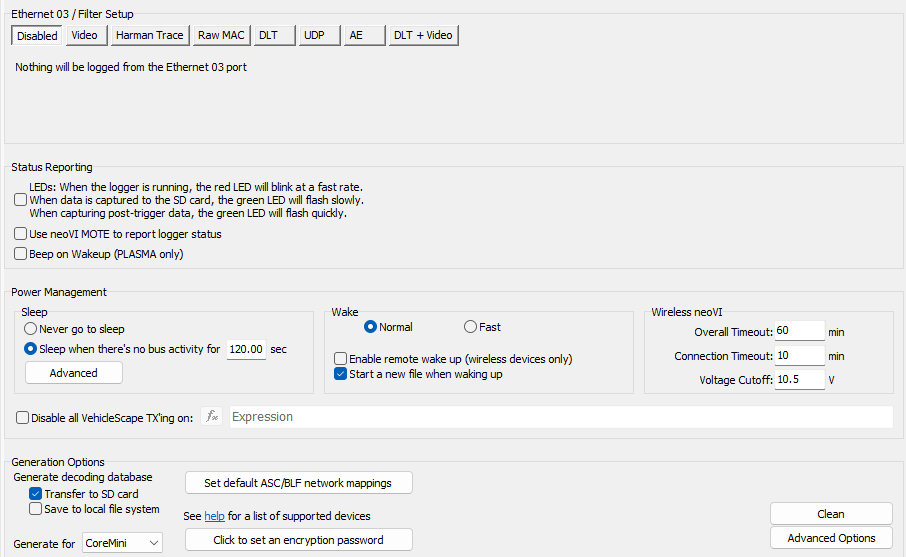 Ethernet 03 / Filter Setup
Disabled Video Harman Trace Raw MAC DLT UDP AE DLT + Video
Nothing will be logged from the Ethernet 03 port
Status Reporting
LEDs: When the logger is running, the red LED will blink at a fast rate.
When data is captured to the SD card, the green LED will flash slowly.
When capturing post-trigger data, the green LED will flash quickly.
Use neoVI MOTE to report logger status
Beep on Wakeup (PLASMA only)
Power Management
Sleep
Never go to sleep
Sleep when there's no bus activity for 120.00 sec
Advanced
Wake
Normal Fast
Enable remote wake up (wireless devices only)
Start a new file when waking up
Wireless neoVI
Overall Timeout: 60 min
Connection Timeout: 10 min
Voltage Cutoff: 10.5 V
Disable all VehicleScape TX'ing on: fx Expression
Generation Options
Generate decoding database
Transfer to SD card
Save to local file system
Generate for CoreMini
Set default ASC/BLF network mappings
See help for a list of supported devices
Click to set an encryption password
Clean
Advanced Options